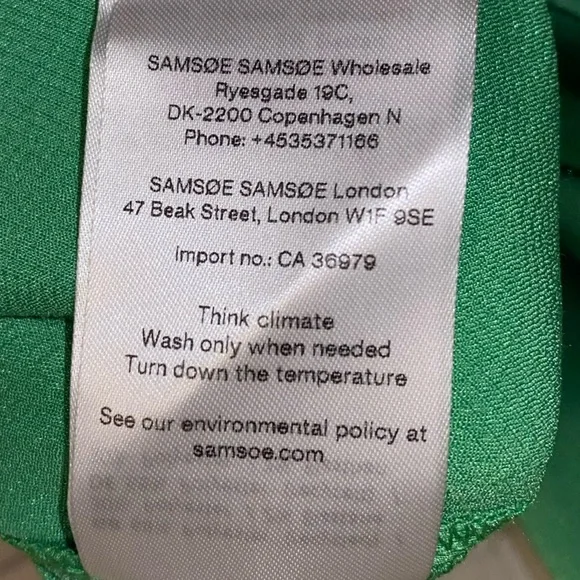 SAMSØE SAMSØE Wholesale
Ryesgade 19C,
DK-2200 Copenhagen N
Phone: +4535371166
SAMSØE SAMSØE London
47 Beak Street, London W1F 9SE
Import no.: CA 36979
Think climate
Wash only when needed
Turn down the temperature
See our environmental policy at
samsoe.com